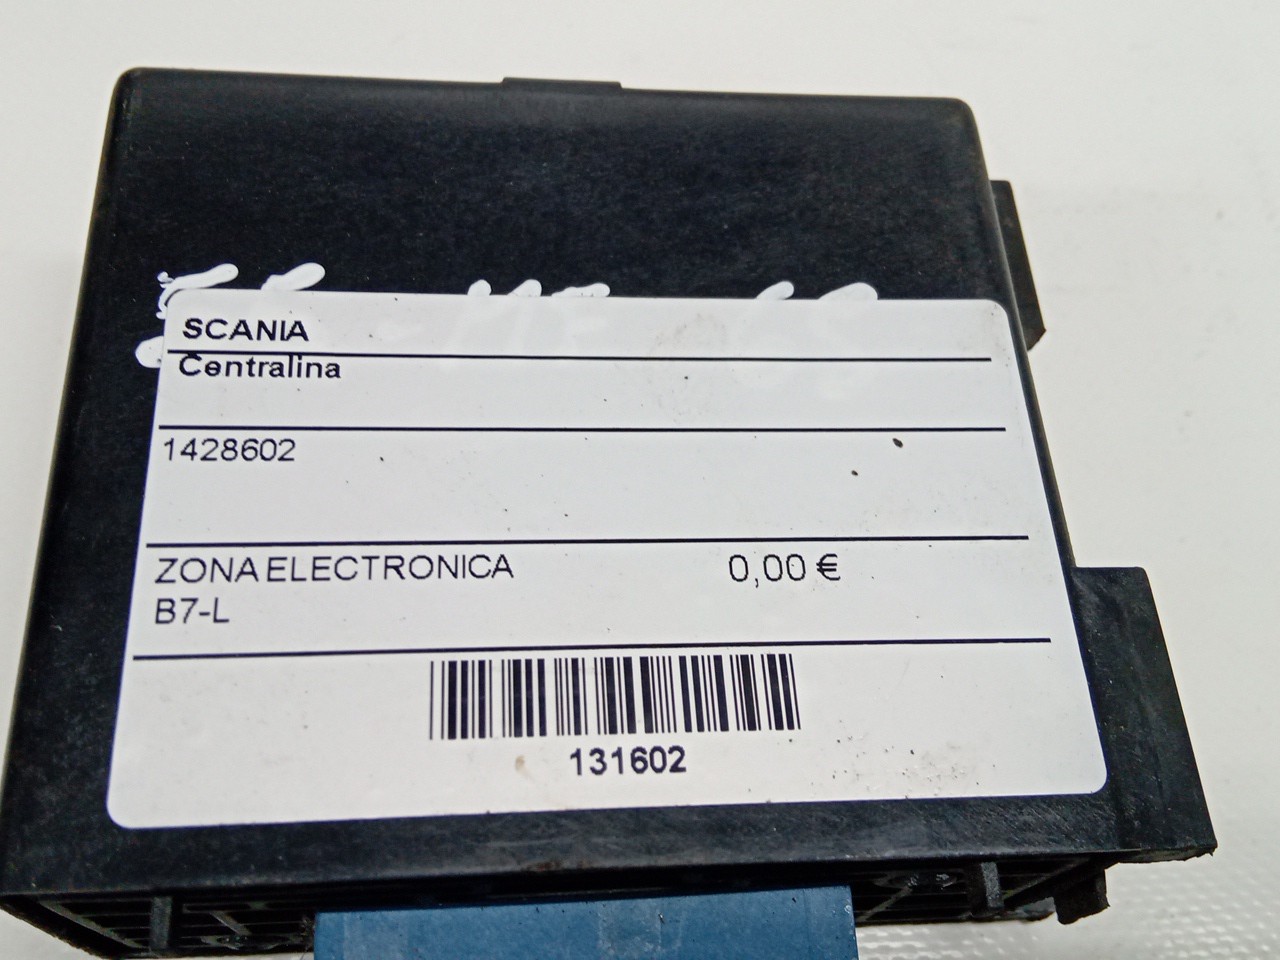 SCANIA
Centralina
1428602
ZONA ELECTRONICA 0,00 €
B7-L
131602